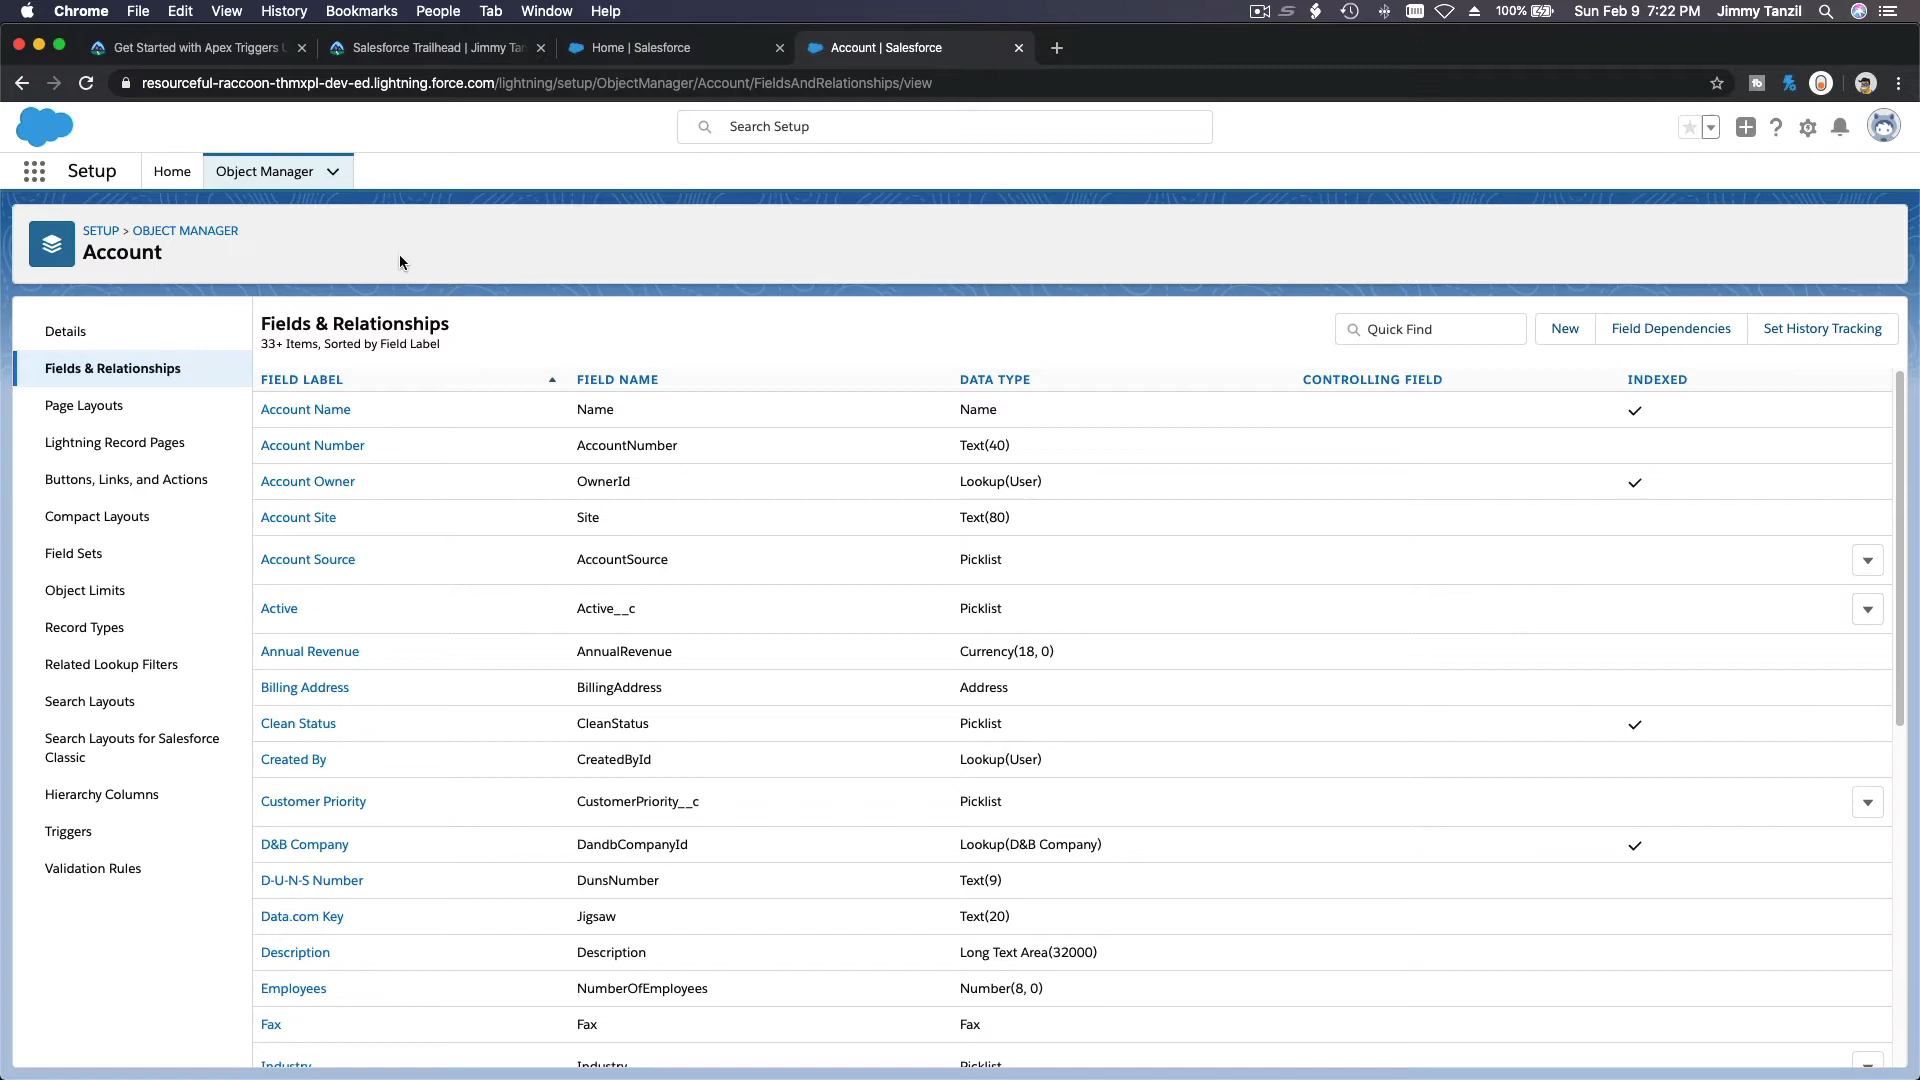 Chrome File Edit View History Bookmarks People Tab Window Help 100% Sun Feb 9 7:22 PM Jimmy Tanzil
Get Started with Apex Triggers Salesforce Trailhead | Jimmy Tan Home | Salesforce Account | Salesforce
resourceful-raccoon-thmxpl-dev-ed.lightning.force.com/lightning/setup/ObjectManager/Account/FieldsAndRelationships/view
Search Setup
Setup Home Object Manager
SETUP > OBJECT MANAGER
Account
Details
Fields & Relationships
Page Layouts
Lightning Record Pages
Buttons, Links, and Actions
Compact Layouts
Field Sets
Object Limits
Record Types
Related Lookup Filters
Search Layouts
Search Layouts for Salesforce
Classic
Hierarchy Columns
Triggers
Validation Rules
Fields & Relationships
33+ Items, Sorted by Field Label
Quick Find New Field Dependencies Set History Tracking
FIELD LABEL FIELD NAME DATA TYPE CONTROLLING FIELD INDEXED
Account Name Name Name
Account Number AccountNumber Text(40)
Account Owner OwnerId Lookup(User)
Account Site Site Text(80)
Account Source AccountSource Picklist
Active Active__c Picklist
Annual Revenue AnnualRevenue Currency(18, 0)
Billing Address BillingAddress Address
Clean Status CleanStatus Picklist
Created By CreatedById Lookup(User)
Customer Priority CustomerPriority__c Picklist
D&B Company DandbCompanyId Lookup(D&B Company)
D-U-N-S Number DunsNumber Text(9)
Data.com Key Jigsaw Text(20)
Description Description Long Text Area(32000)
Employees NumberOfEmployees Number(8, 0)
Fax Fax Fax
Industry Industry Picklist